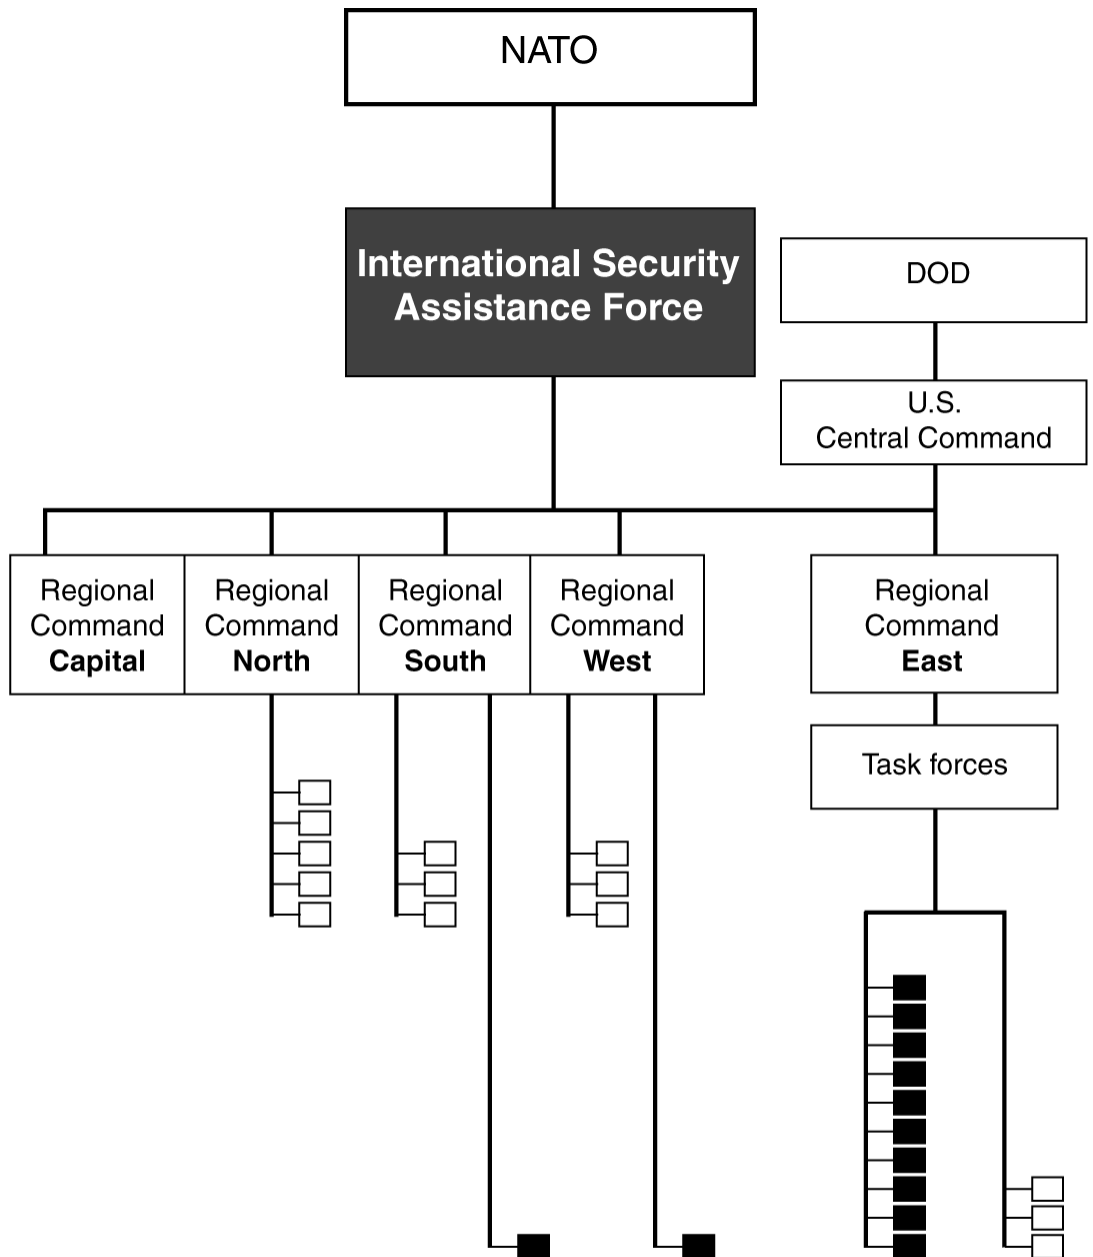 NATO
International Security
Assistance Force
DOD
U.S.
Central Command
Regional
Command
Capital
Regional
Command
North
Regional
Command
South
Regional
Command
West
Regional
Command
East
Task forces